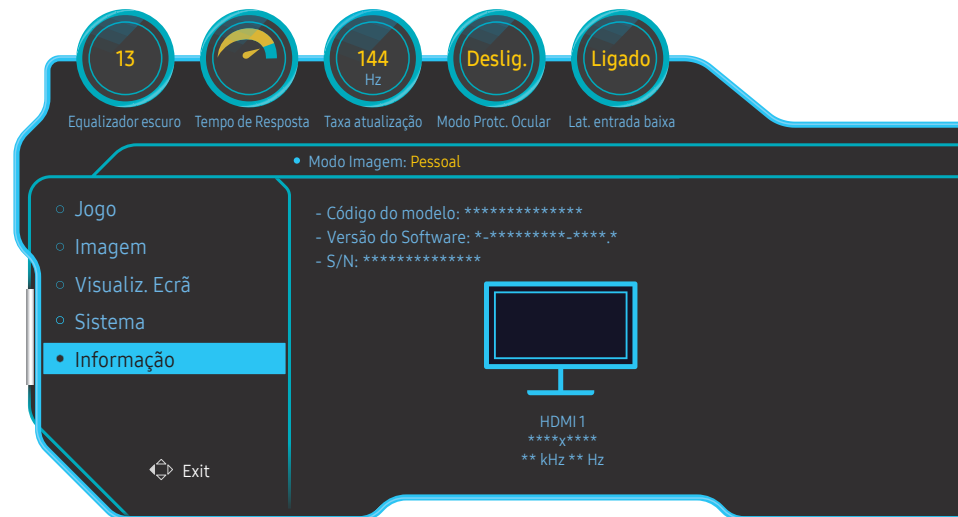 13
144
Hz
Deslig.
Ligado
Equalizador escuro
Tempo de Resposta
Taxa atualização
Modo Protc. Ocular
Lat. entrada baixa
Modo Imagem: Pessoal
Jogo
Imagem
Visualiz. Ecrã
Sistema
Informação
Exit
- Código do modelo: **************
- Versão do Software: *-*********-****.*
- S/N: **************
HDMI 1
****x****
** kHz ** Hz